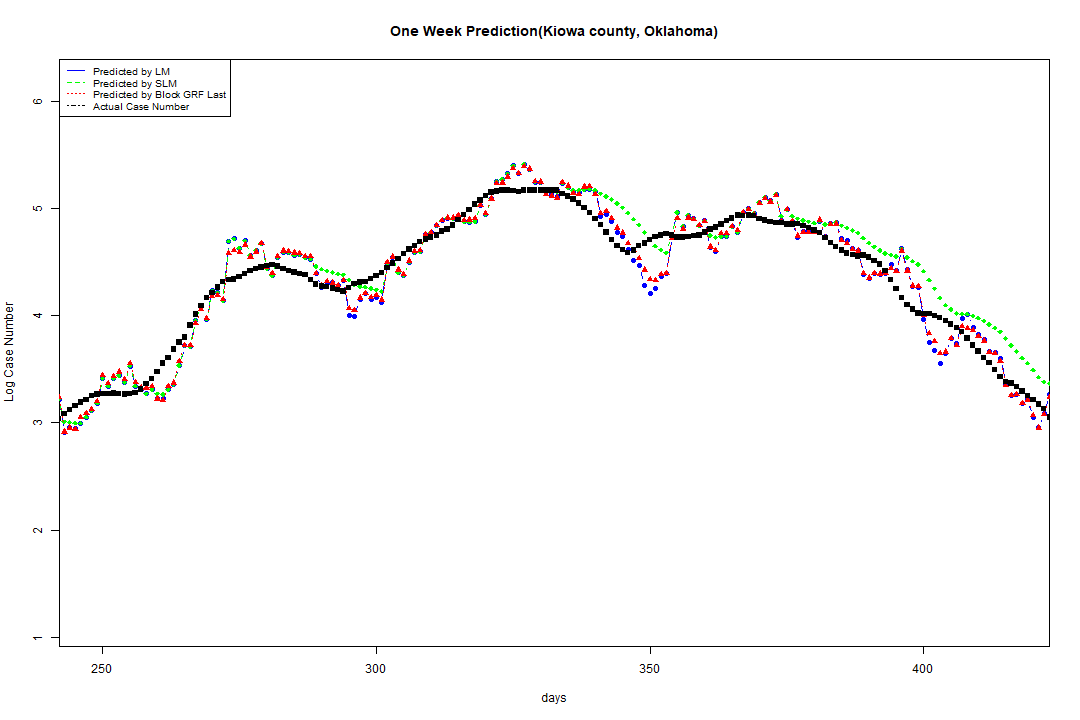 One Week Prediction(Kiowa county, Oklahoma)
Predicted by LM
Predicted by SLM
Predicted by Block GRF Last
Actual Case Number
6
5
4
3
2
1
Log Case Number
250 300 350 400
days